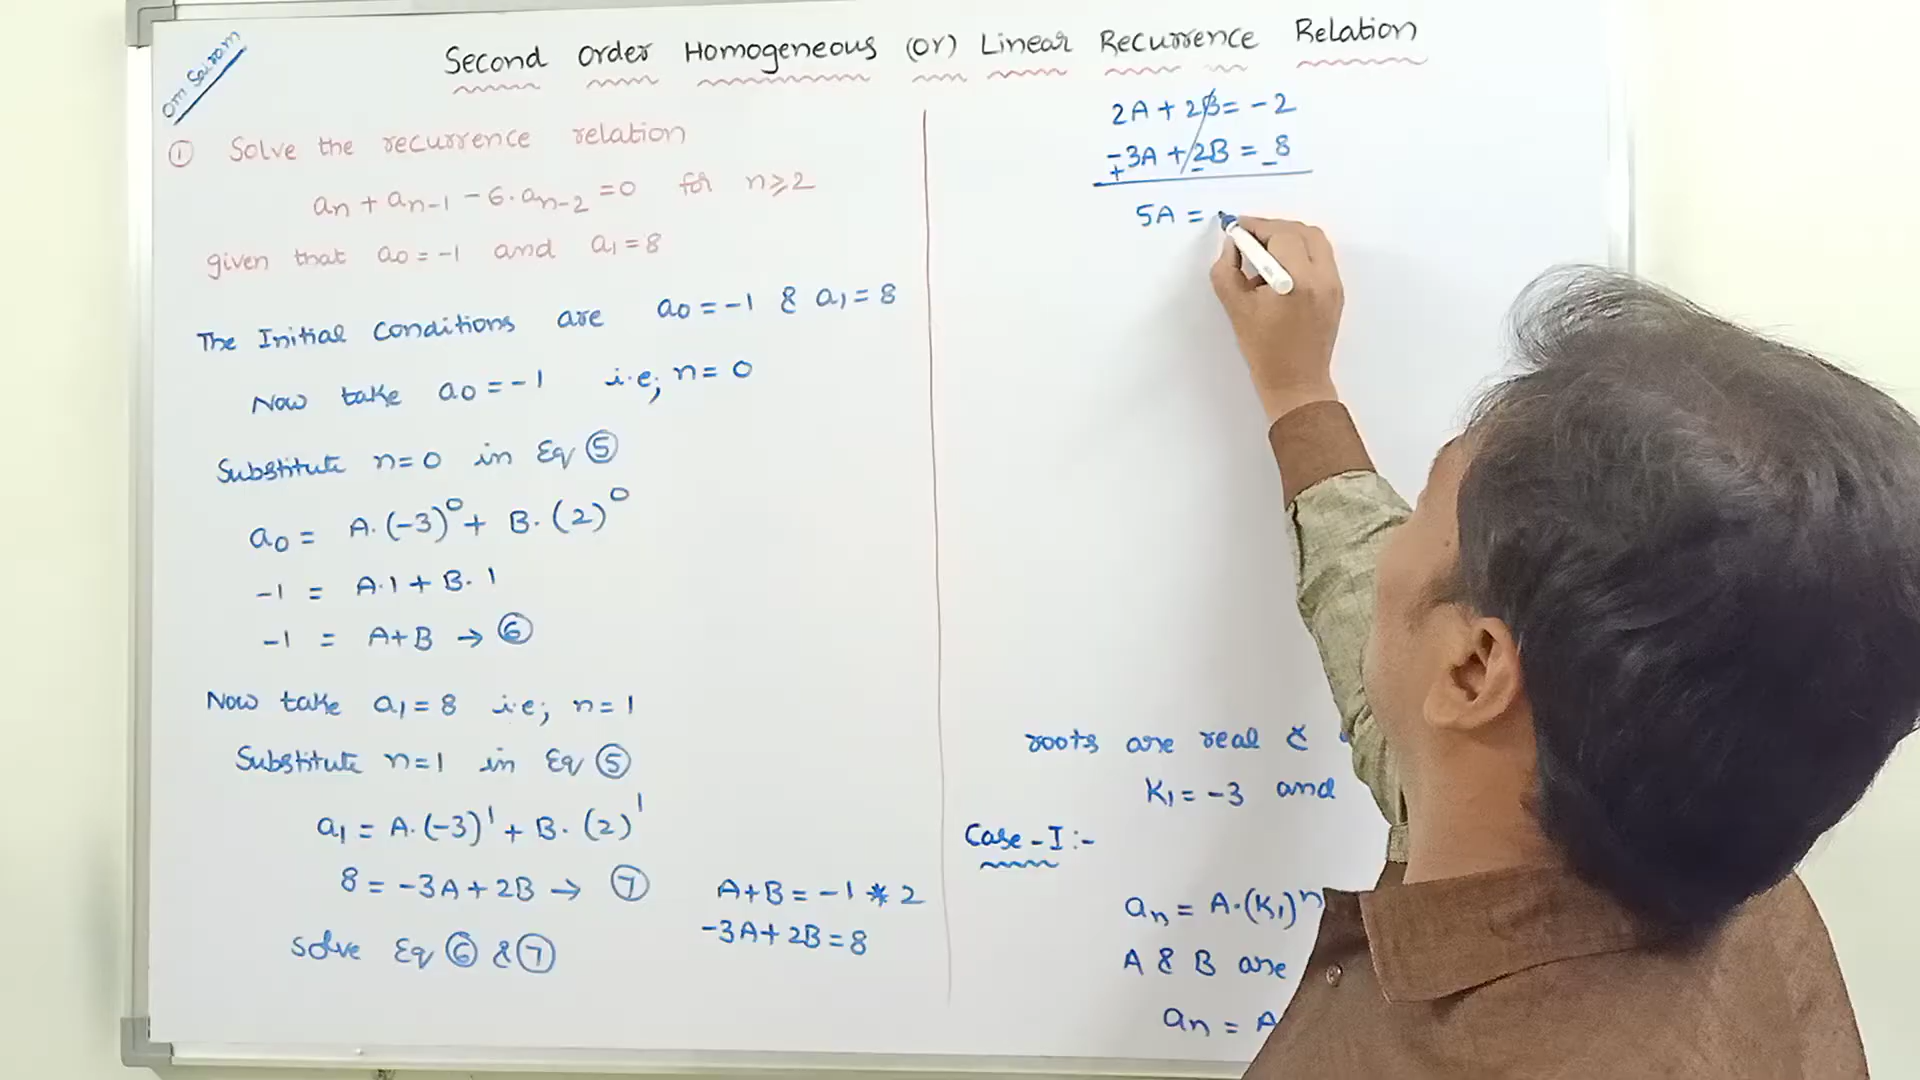 Om Sairam
Second Order Homogeneous (or) Linear Recurrence Relation
① Solve the recurrence relation
an + an-1 - 6.an-2 = 0 for n ≥ 2
given that a0 = -1 and a1 = 8
The Initial Conditions are a0 = -1 & a1 = 8
Now take a0 = -1 i.e; n = 0
Substitute n=0 in Eq ⑤
a0 = A.(-3)^0 + B.(2)^0
-1 = A.1 + B.1
-1 = A+B → ⑥
Now take a1 = 8 i.e; n = 1
Substitute n=1 in Eq ⑤
a1 = A.(-3)^1 + B.(2)^1
8 = -3A + 2B → ⑦
Solve Eq ⑥ & ⑦
A+B = -1 * 2
-3A + 2B = 8
2A + 2B = -2
-3A + 2B = 8
+ - -
5A =
roots are real &
K1 = -3 and
Case-I :-
an = A.(K1)^n
A & B are
an = A